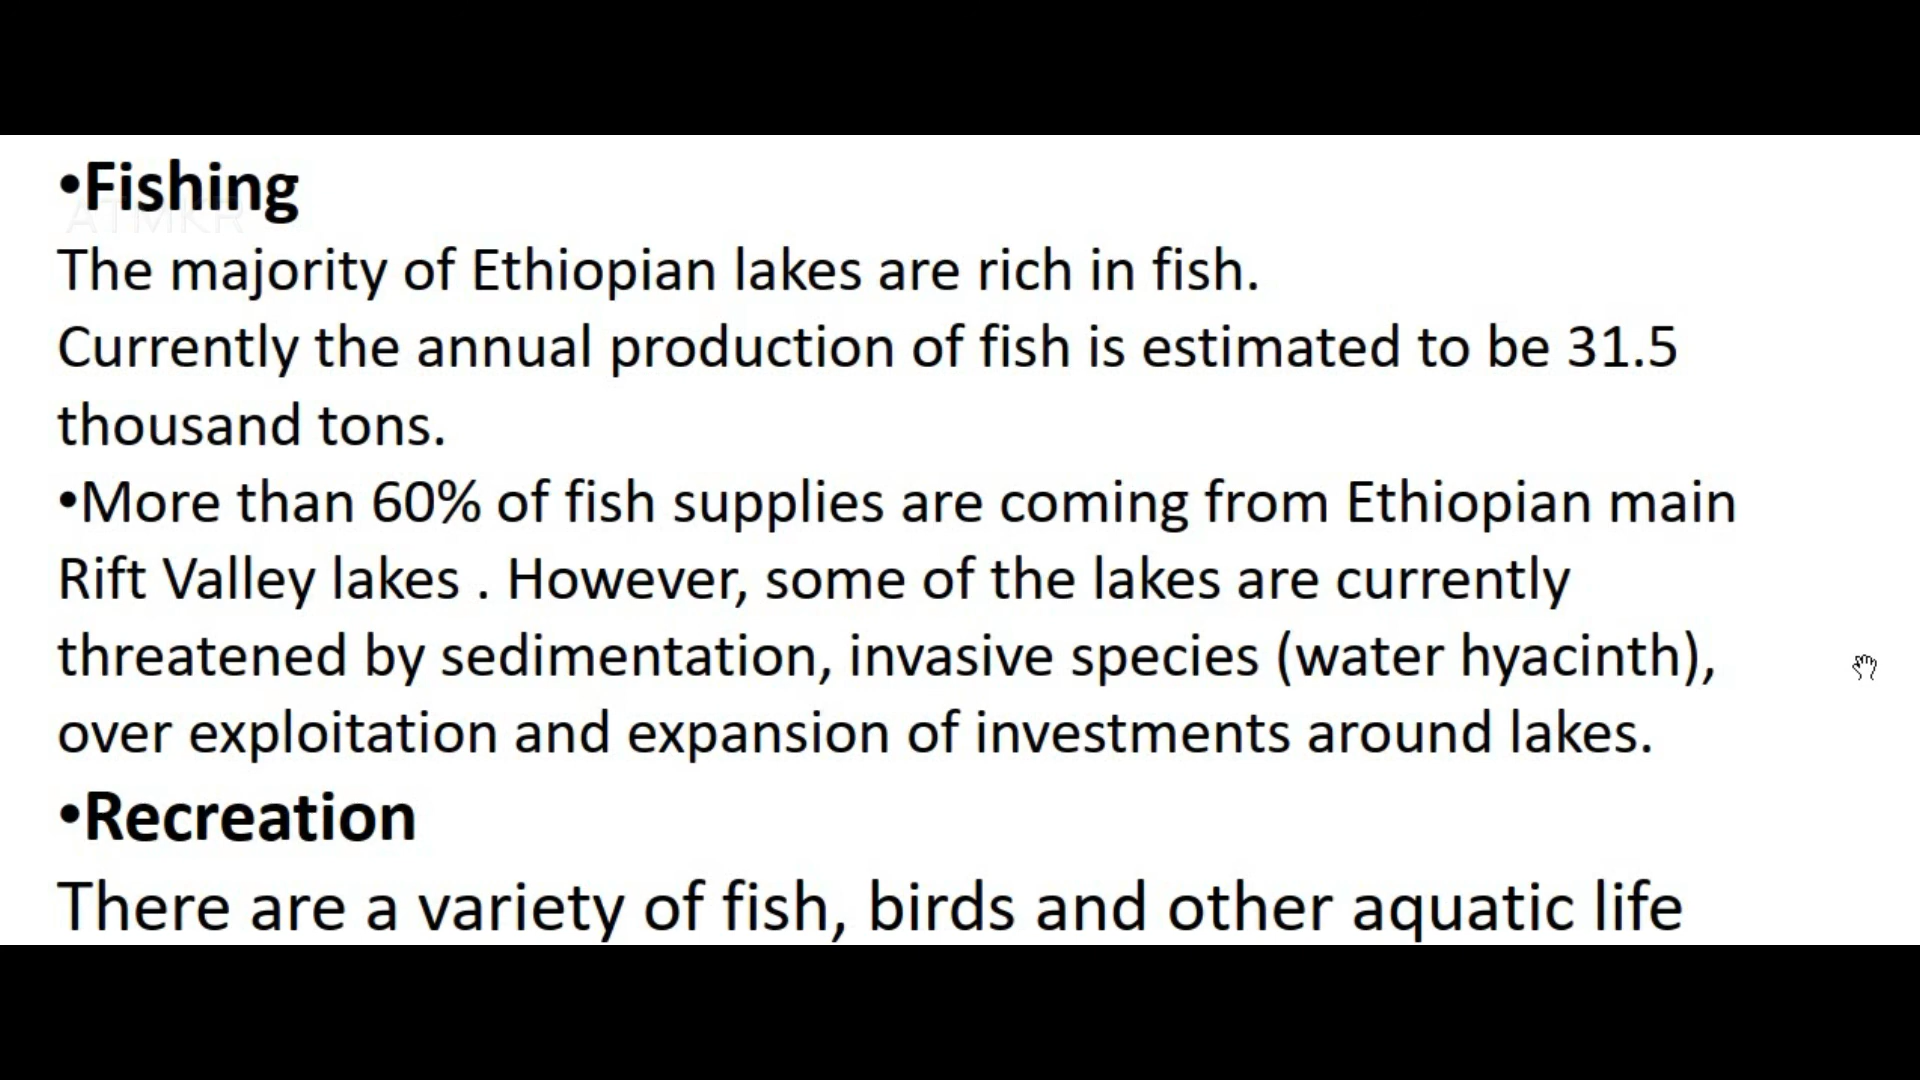 •Fishing
ATMKR
The majority of Ethiopian lakes are rich in fish.
Currently the annual production of fish is estimated to be 31.5
thousand tons.
•More than 60% of fish supplies are coming from Ethiopian main
Rift Valley lakes . However, some of the lakes are currently
threatened by sedimentation, invasive species (water hyacinth),
over exploitation and expansion of investments around lakes.
•Recreation
There are a variety of fish, birds and other aquatic life